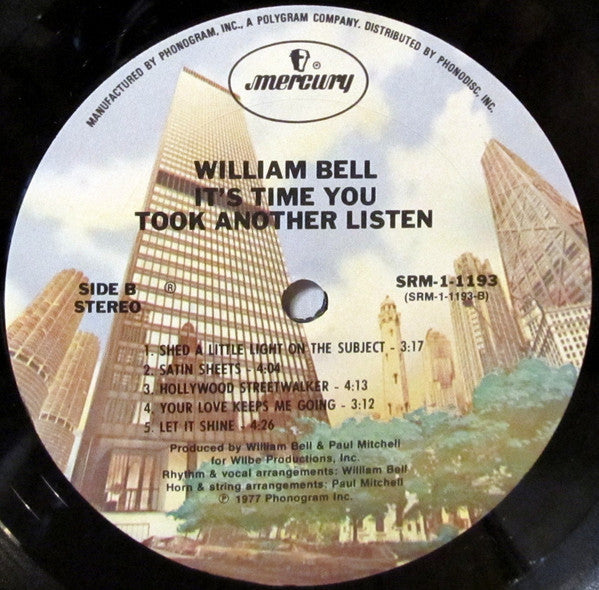 MANUFACTURED BY PHONOGRAM, INC., A POLYGRAM COMPANY. DISTRIBUTED BY PHONODISC, INC.
mercury ®
WILLIAM BELL
IT'S TIME YOU
TOOK ANOTHER LISTEN
SIDE B
STEREO
®
SRM-1-1193
(SRM-1-1193-B)
1. SHED A LITTLE LIGHT ON THE SUBJECT - 3:17
2. SATIN SHEETS - 4:04
3. HOLLYWOOD STREETWALKER - 4:13
4. YOUR LOVE KEEPS ME GOING - 3:12
5. LET IT SHINE - 4:26
Produced by William Bell & Paul Mitchell
for Wilbe Productions, Inc.
Rhythm & vocal arrangements: William Bell
Horn & string arrangements: Paul Mitchell
℗ 1977 Phonogram Inc.